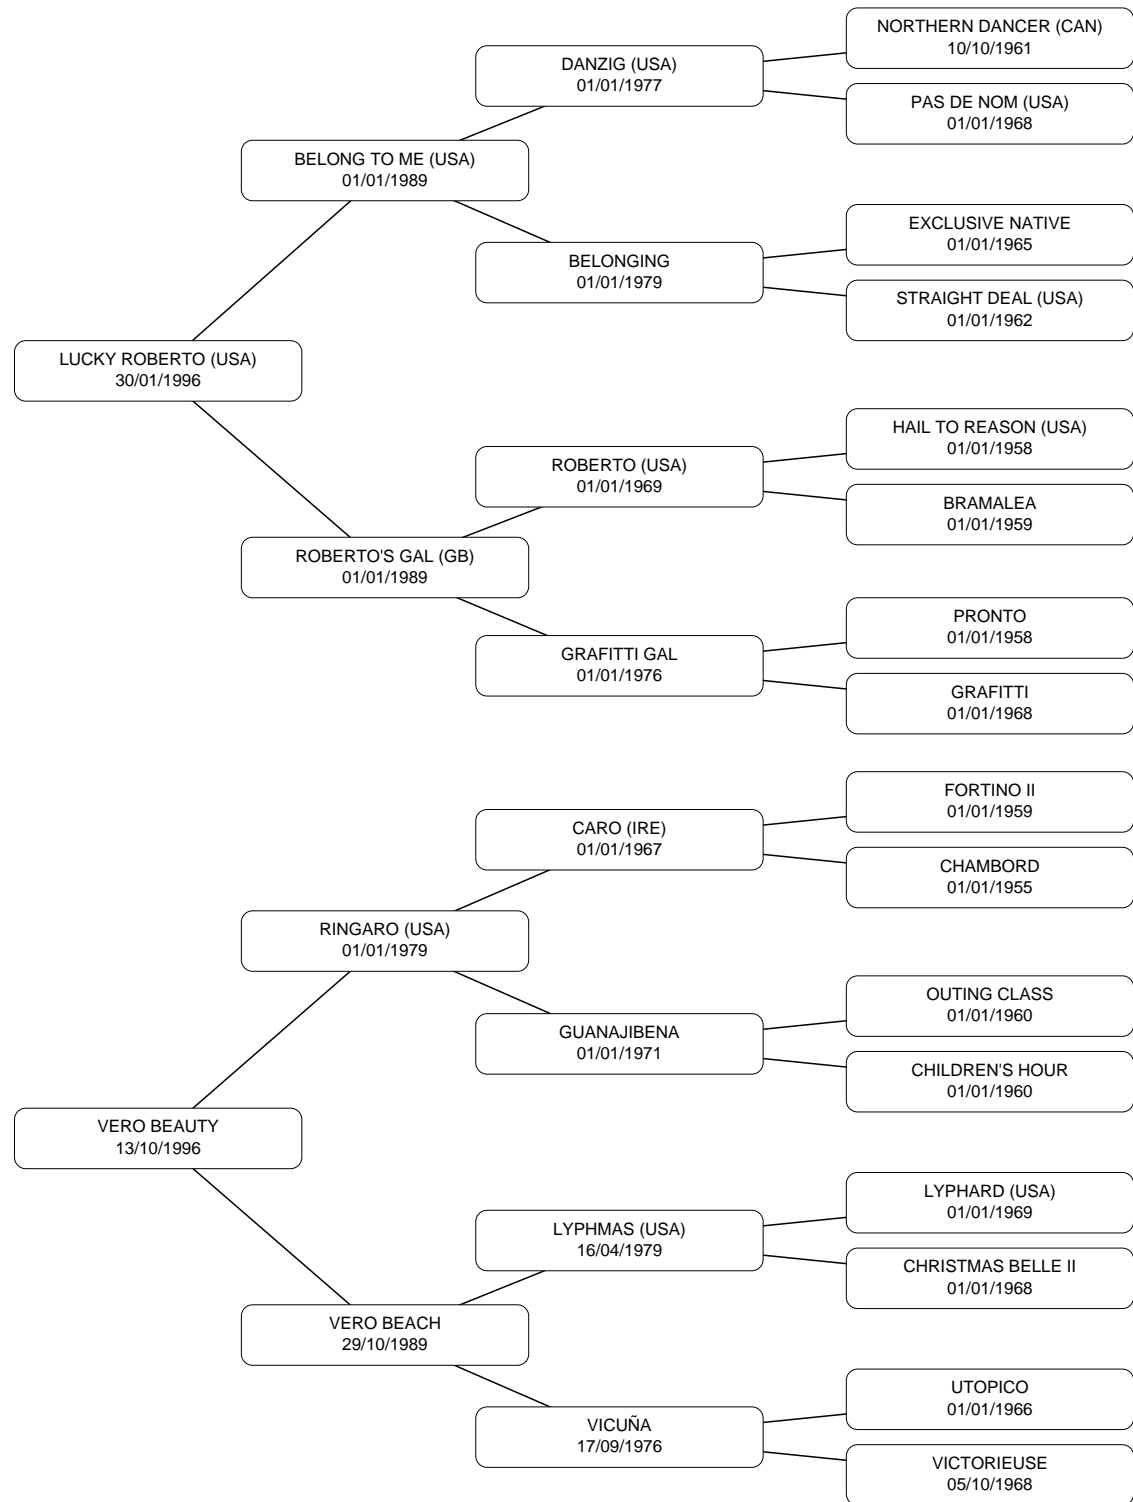 NORTHERN DANCER (CAN)
10/10/1961
DANZIG (USA)
01/01/1977
PAS DE NOM (USA)
01/01/1968
BELONG TO ME (USA)
01/01/1989
EXCLUSIVE NATIVE
01/01/1965
BELONGING
01/01/1979
STRAIGHT DEAL (USA)
01/01/1962
LUCKY ROBERTO (USA)
30/01/1996
HAIL TO REASON (USA)
01/01/1958
ROBERTO (USA)
01/01/1969
BRAMALEA
01/01/1959
ROBERTO'S GAL (GB)
01/01/1989
PRONTO
01/01/1958
GRAFITTI GAL
01/01/1976
GRAFITTI
01/01/1968
FORTINO II
01/01/1959
CARO (IRE)
01/01/1967
CHAMBORD
01/01/1955
RINGARO (USA)
01/01/1979
OUTING CLASS
01/01/1960
GUANAJIBENA
01/01/1971
CHILDREN'S HOUR
01/01/1960
VERO BEAUTY
13/10/1996
LYPHARD (USA)
01/01/1969
LYPHMAS (USA)
16/04/1979
CHRISTMAS BELLE II
01/01/1968
VERO BEACH
29/10/1989
UTOPICO
01/01/1966
VICUÑA
17/09/1976
VICTORIEUSE
05/10/1968